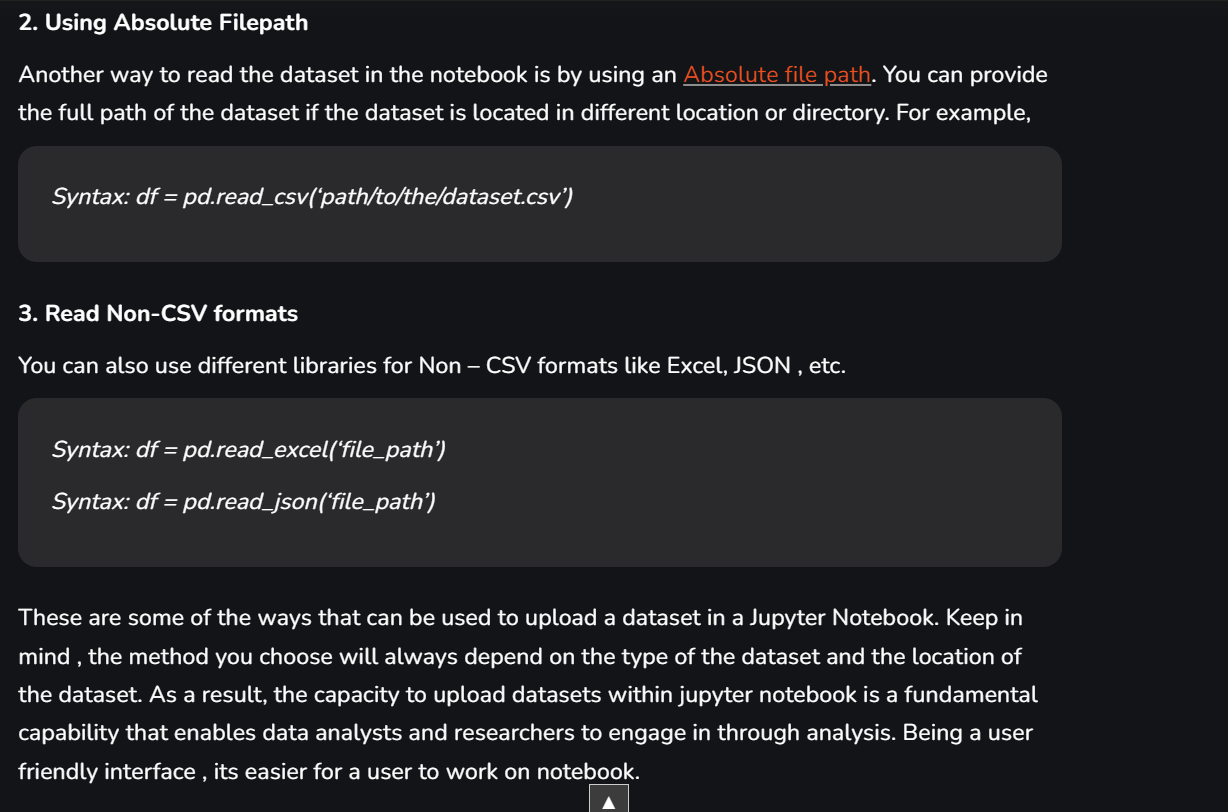 2. Using Absolute Filepath
Another way to read the dataset in the notebook is by using an Absolute file path. You can provide
the full path of the dataset if the dataset is located in different location or directory. For example,
Syntax: df = pd.read_csv(‘path/to/the/dataset.csv’)
3. Read Non-CSV formats
You can also use different libraries for Non – CSV formats like Excel, JSON , etc.
Syntax: df = pd.read_excel(‘file_path’)
Syntax: df = pd.read_json(‘file_path’)
These are some of the ways that can be used to upload a dataset in a Jupyter Notebook. Keep in
mind , the method you choose will always depend on the type of the dataset and the location of
the dataset. As a result, the capacity to upload datasets within jupyter notebook is a fundamental
capability that enables data analysts and researchers to engage in through analysis. Being a user
friendly interface , its easier for a user to work on notebook.